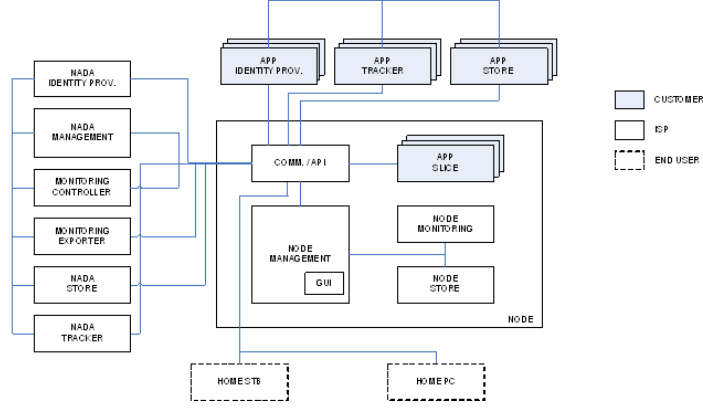 APP
IDENTITY PROV.
APP
TRACKER
APP
STORE
NADA
IDENTITY PROV.
NADA
MANAGEMENT
MONITORING
CONTROLLER
MONITORING
EXPORTER
NADA
STORE
NADA
TRACKER
COMM. / API
APP
SLICE
NODE
MANAGEMENT
GUI
NODE
MONITORING
NODE
STORE
NODE
HOME STB
HOME PC
CUSTOMER
ISP
END USER